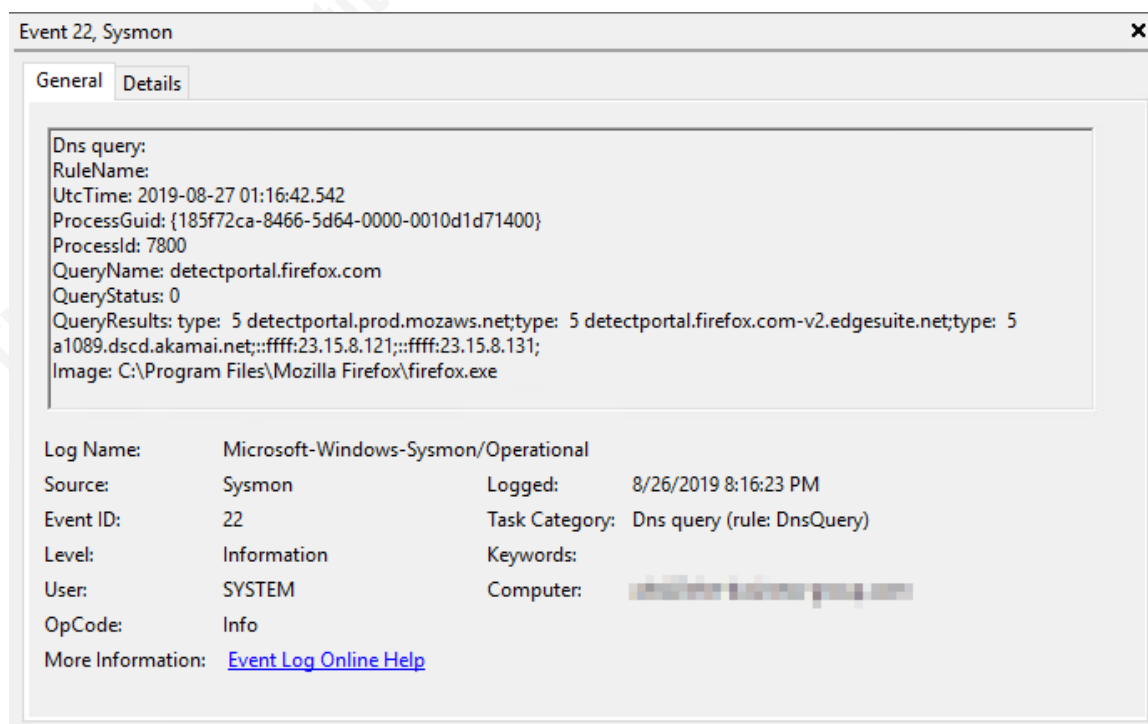 Event 22, Sysmon
General Details
Dns query:
RuleName:
UtcTime: 2019-08-27 01:16:42.542
ProcessGuid: {185f72ca-8466-5d64-0000-0010d1d71400}
ProcessId: 7800
QueryName: detectportal.firefox.com
QueryStatus: 0
QueryResults: type:  5 detectportal.prod.mozaws.net;type:  5 detectportal.firefox.com-v2.edgesuite.net;type:  5
a1089.dscd.akamai.net;::ffff:23.15.8.121;::ffff:23.15.8.131;
Image: C:\Program Files\Mozilla Firefox\firefox.exe
Log Name: Microsoft-Windows-Sysmon/Operational
Source: Sysmon Logged: 8/26/2019 8:16:23 PM
Event ID: 22 Task Category: Dns query (rule: DnsQuery)
Level: Information Keywords:
User: SYSTEM Computer:
OpCode: Info
More Information: Event Log Online Help